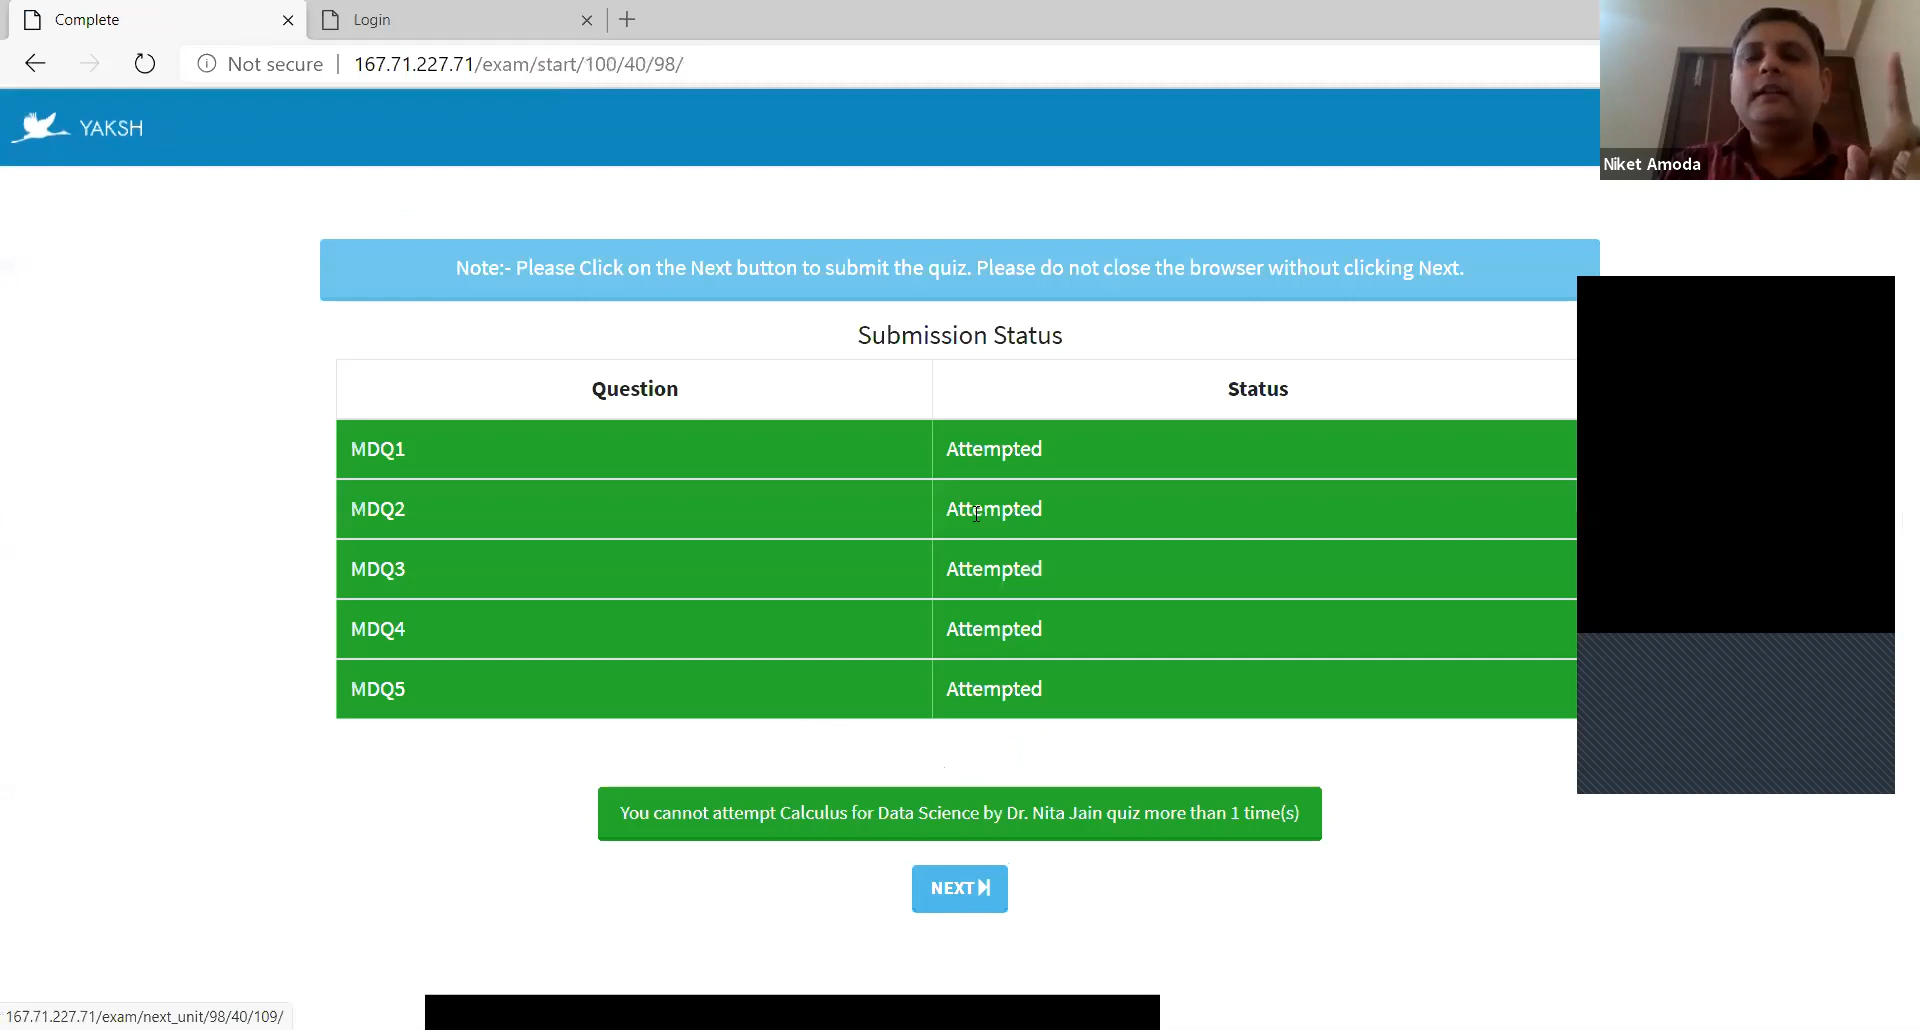 Complete
Login
Not secure
167.71.227.71/exam/start/100/40/98/
YAKSH
Niket Amoda
Note:- Please Click on the Next button to submit the quiz. Please do not close the browser without clicking Next.
Submission Status
Question Status
MDQ1 Attempted
MDQ2 Attempted
MDQ3 Attempted
MDQ4 Attempted
MDQ5 Attempted
You cannot attempt Calculus for Data Science by Dr. Nita Jain quiz more than 1 time(s)
NEXT
167.71.227.71/exam/next_unit/98/40/109/